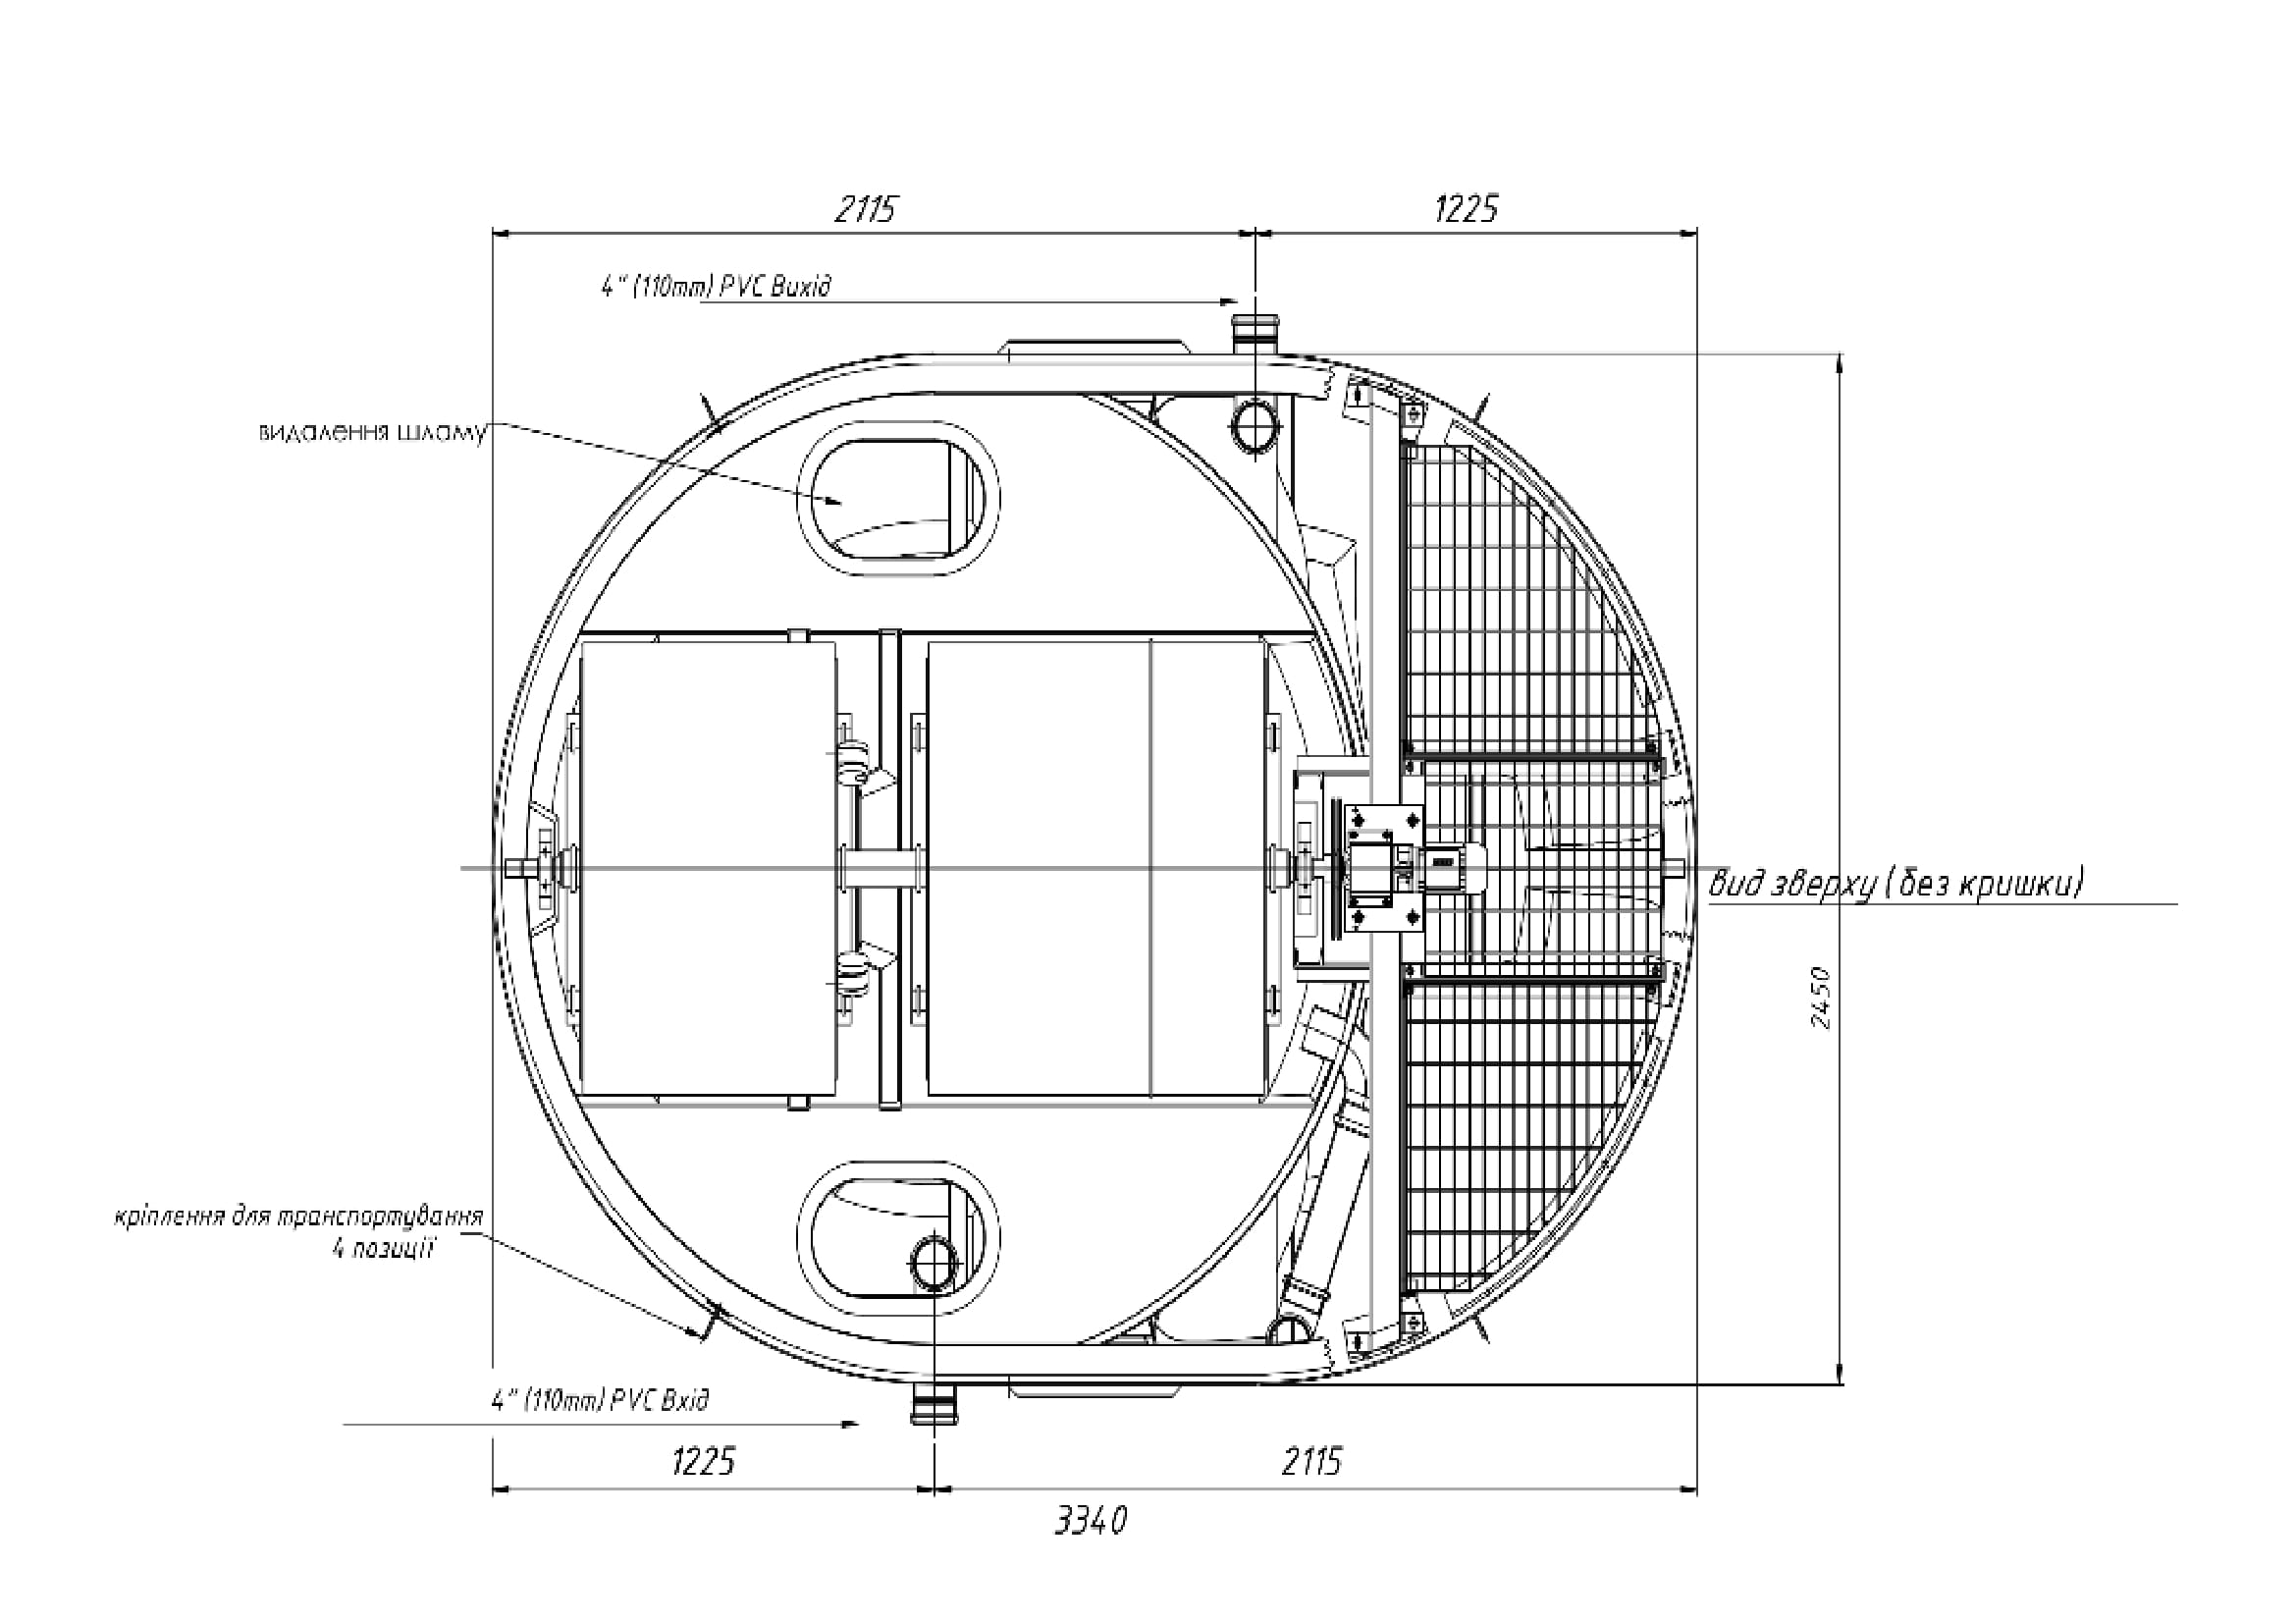 2115
1225
4" (110mm) PVC Вихід
видалення шламу
вид зверху (без кришки)
2450
кріплення для транспортування
4 позиції
4" (110mm) PVC Вхід
1225
2115
3340